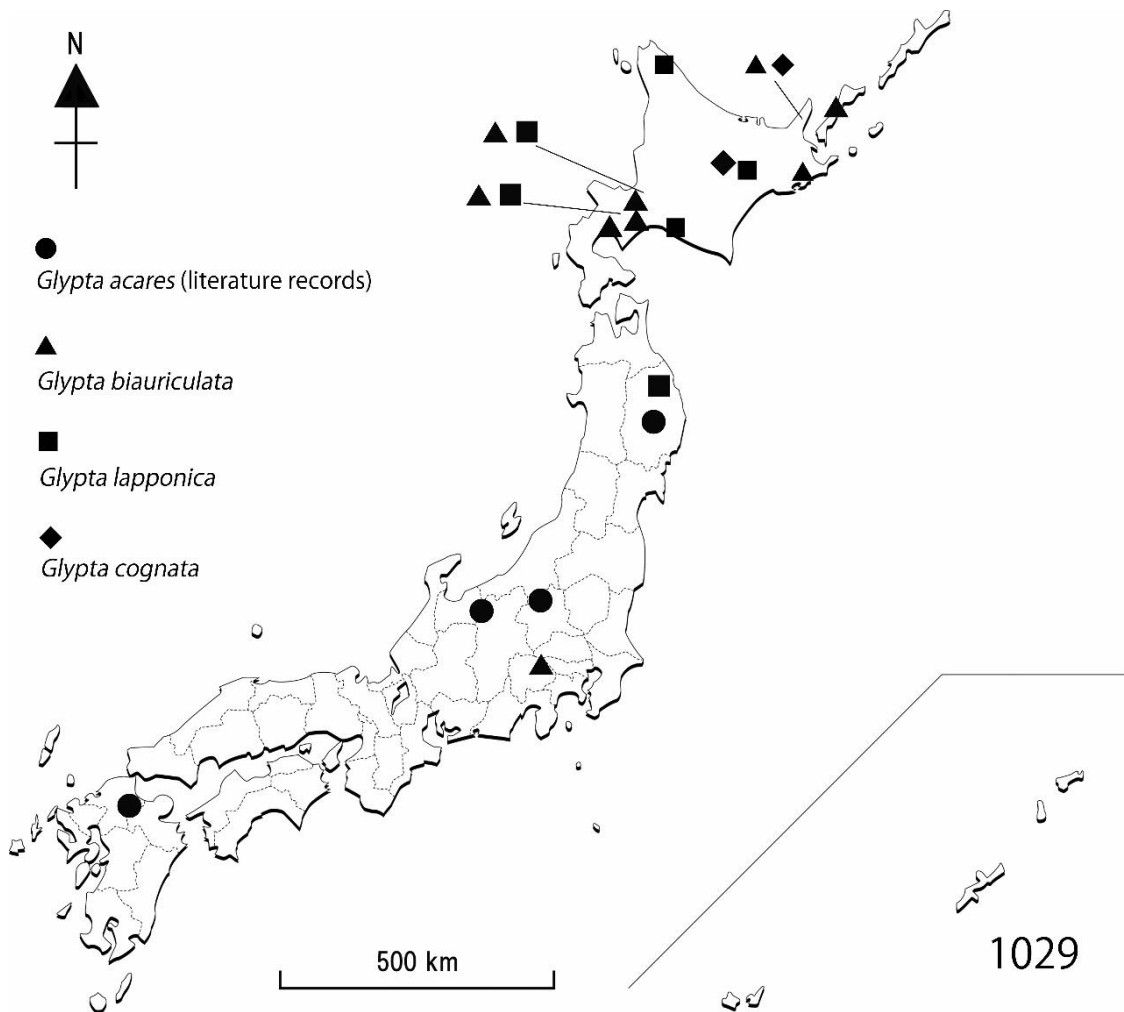 N
Glypta acares (literature records)
Glypta biauriculata
Glypta lapponica
Glypta cognata
500 km
1029